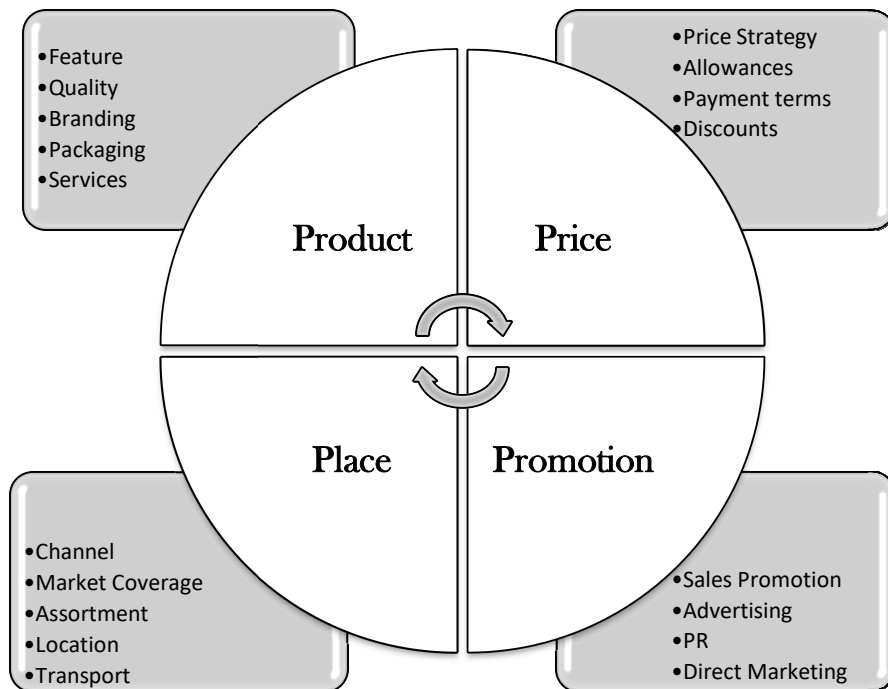 •Feature
•Quality
•Branding
•Packaging
•Services
•Price Strategy
•Allowances
•Payment terms
•Discounts
Product
Price
Place
Promotion
•Channel
•Market Coverage
•Assortment
•Location
•Transport
•Sales Promotion
•Advertising
•PR
•Direct Marketing